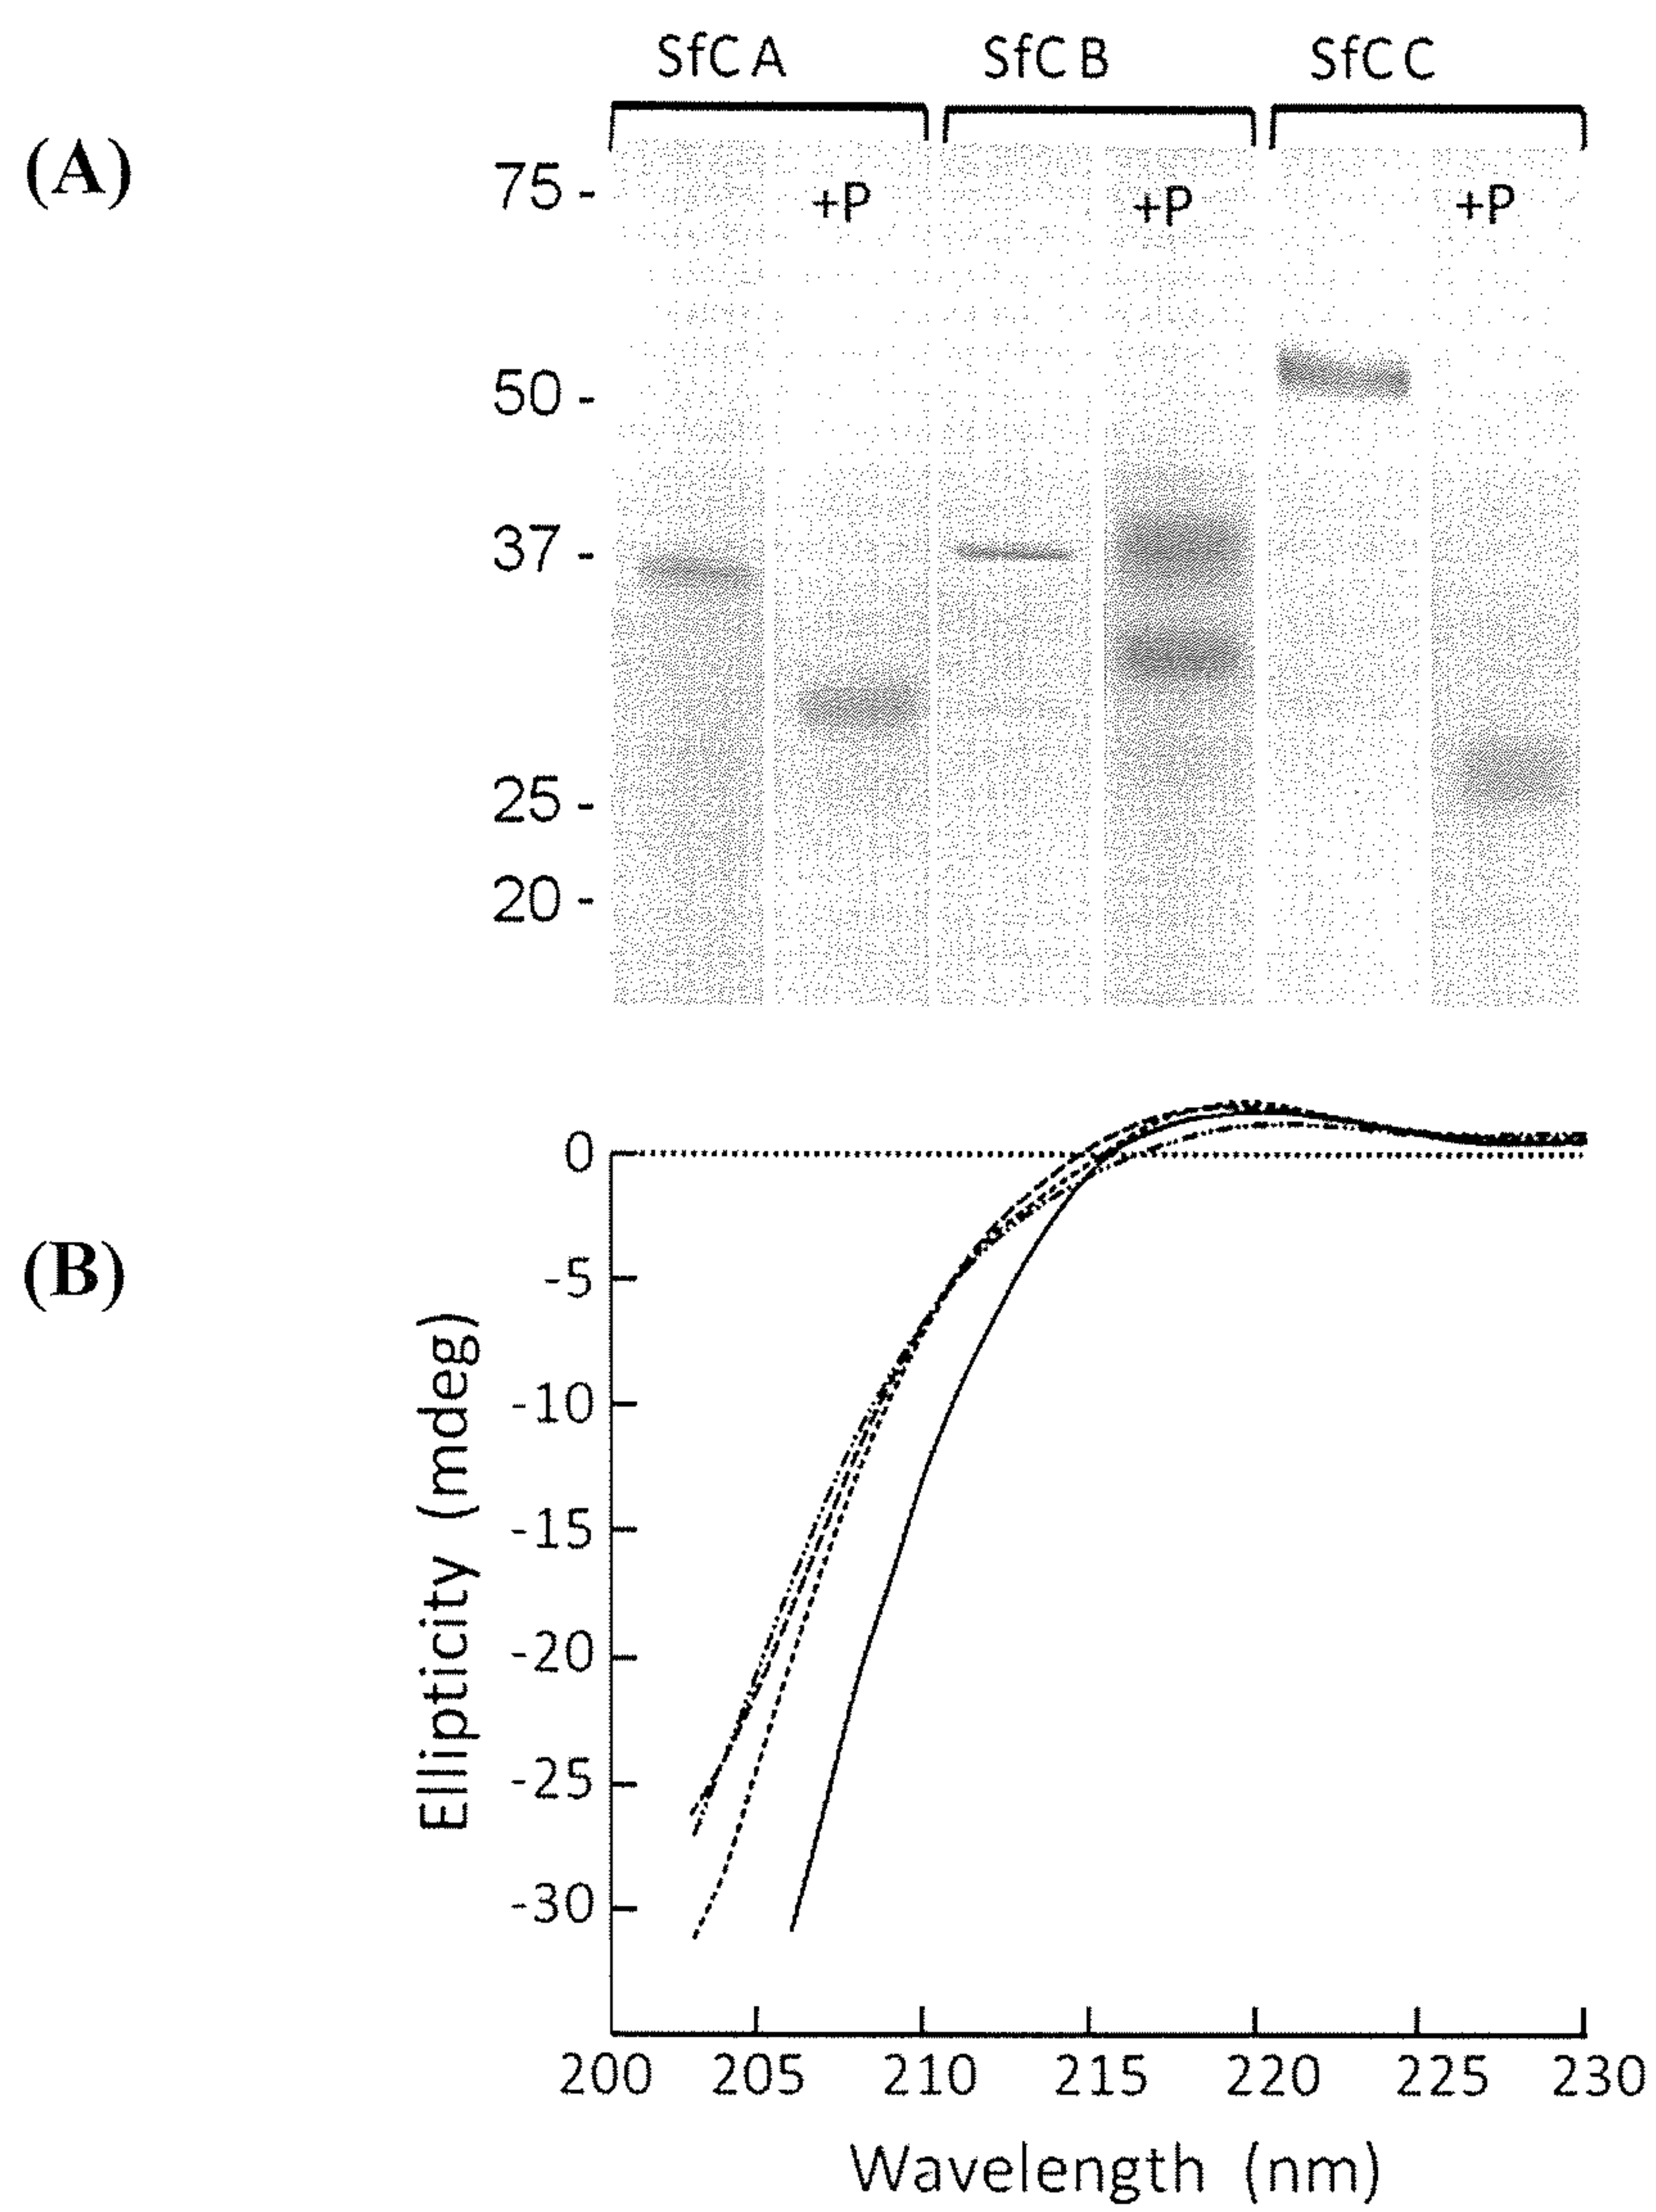 SfC A SfC B SfC C
(A)
75 -
+P +P +P
50 -
37 -
25 -
20 -
(B)
0
-5
-10
-15
-20
-25
-30
Ellipticity (mdeg)
200 205 210 215 220 225 230
Wavelength (nm)